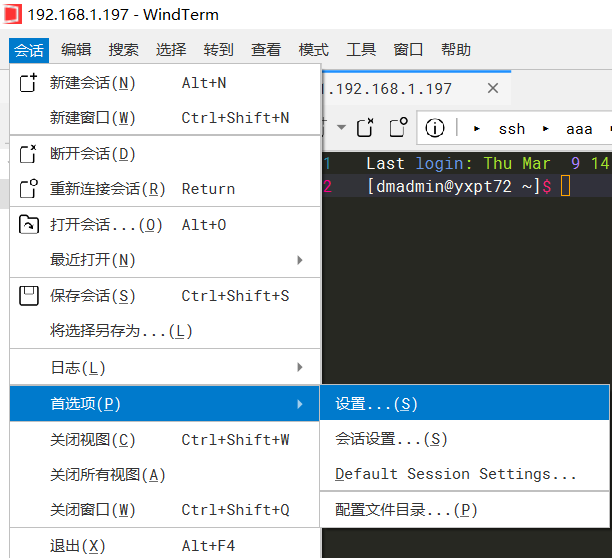 192.168.1.197 - WindTerm
会话 编辑 搜索 选择 转到 查看 模式 工具 窗口 帮助
新建会话(N) Alt+N
1.192.168.1.197
新建窗口(W) Ctrl+Shift+N
ssh aaa
断开会话(D)
1 Last login: Thu Mar 9 14
重新连接会话(R) Return
2 [dmadmin@yxpt72 ~]$
打开会话...(O) Alt+O
最近打开(N)
保存会话(S) Ctrl+Shift+S
将选择另存为...(L)
日志(L)
首选项(P)
设置...(S)
关闭视图(C) Ctrl+Shift+W
会话设置...(S)
关闭所有视图(A)
Default Session Settings...
关闭窗口(W) Ctrl+Shift+Q
配置文件目录...(P)
退出(X) Alt+F4